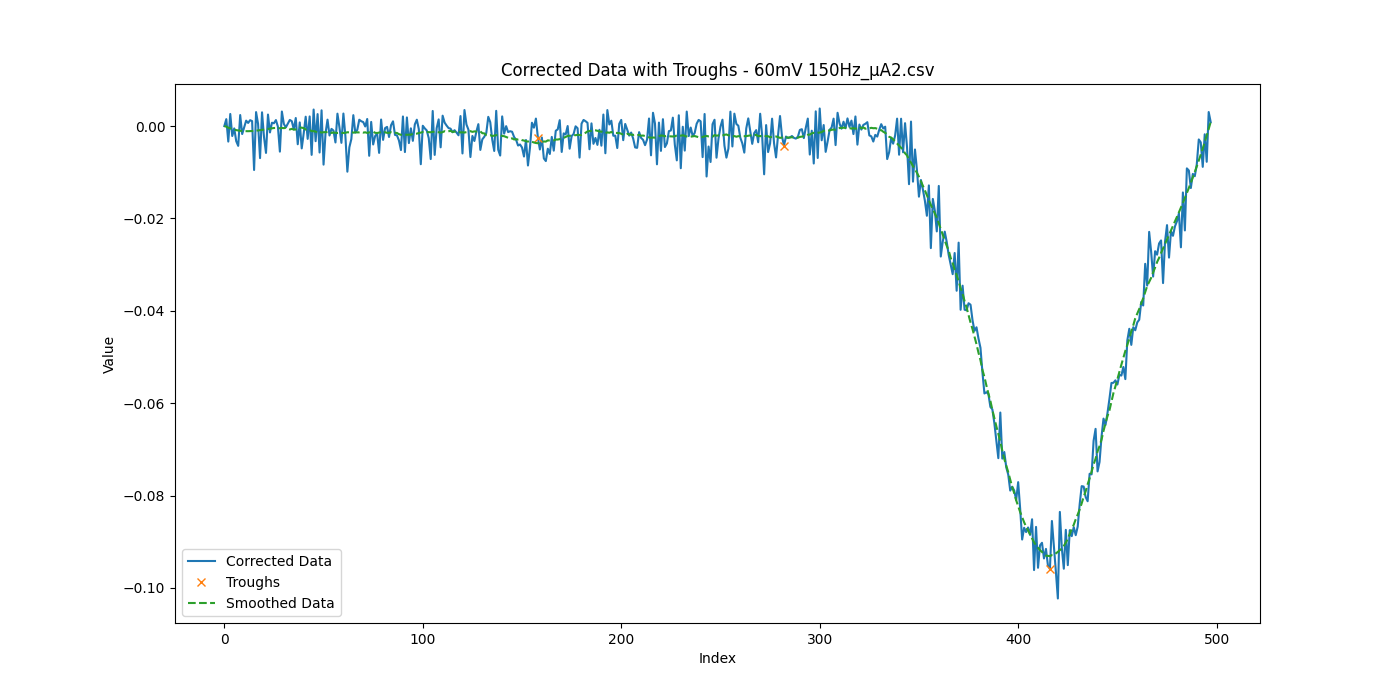 Corrected Data with Troughs - 60mV 150Hz_µA2.csv
0.00
−0.02
−0.04
−0.06
−0.08
−0.10
Value
Corrected Data
Troughs
Smoothed Data
0 100 200 300 400 500
Index